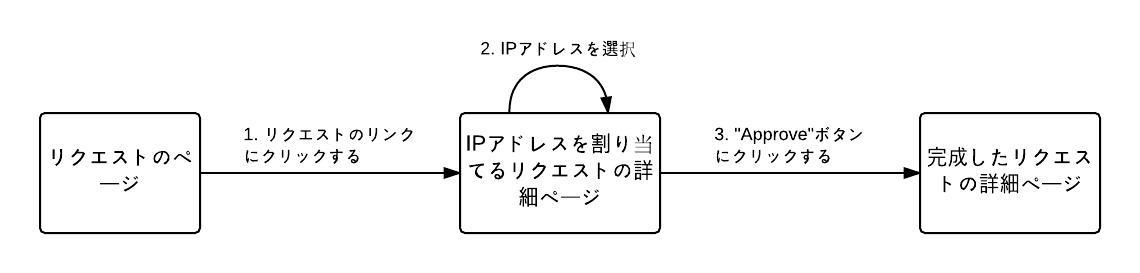 2. IPアドレスを選択
1. リクエストのリンク
にクリックする
3. "Approve"ボタン
にクリックする
リクエストのペ
ージ
IPアドレスを割り当
てるリクエストの詳
細ページ
完成したリクエス
トの詳細ページ